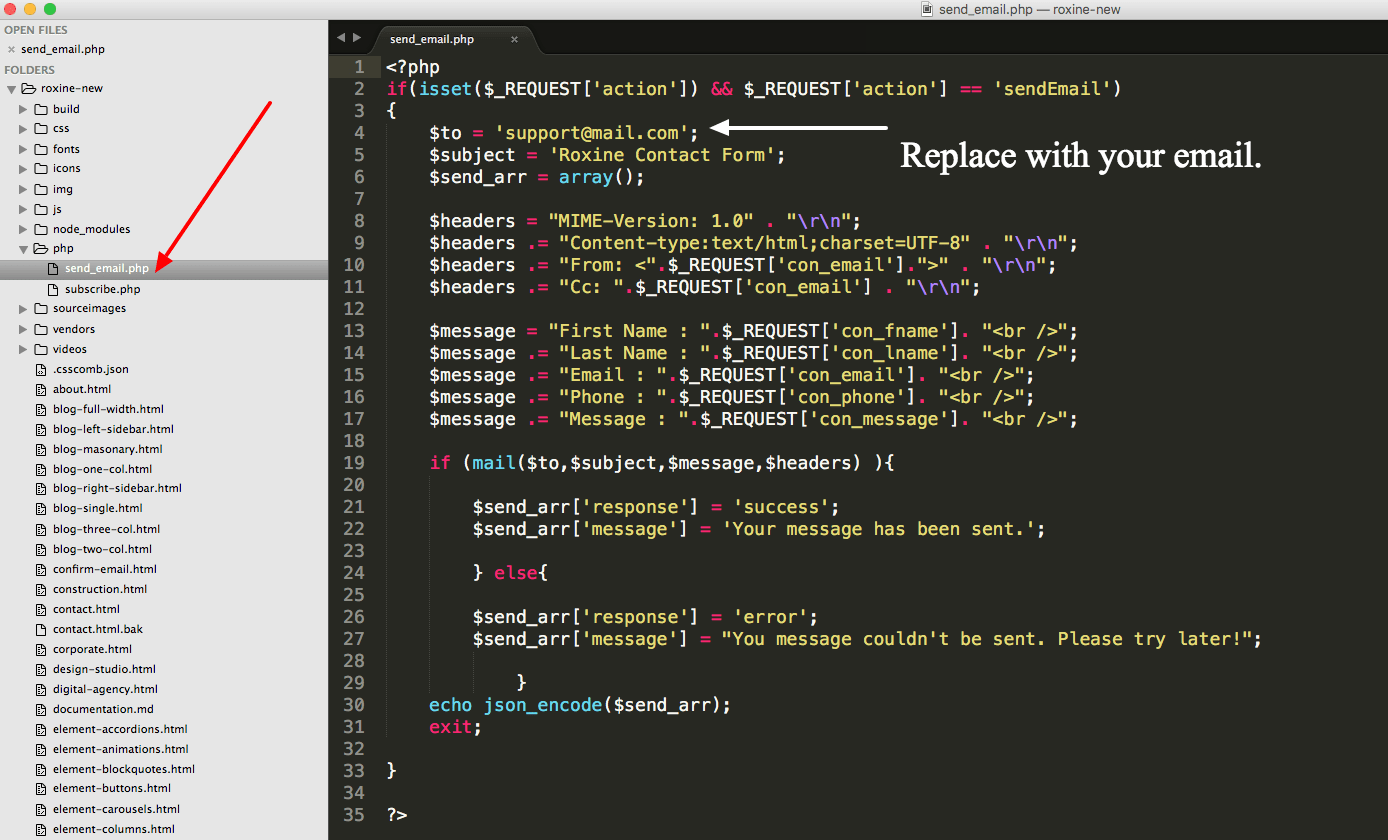 send_email.php — roxine-new
OPEN FILES
× send_email.php
FOLDERS
roxine-new
build
css
fonts
icons
img
js
node_modules
php
send_email.php
subscribe.php
sourceimages
vendors
videos
.csscomb.json
about.html
blog-full-width.html
blog-left-sidebar.html
blog-masonary.html
blog-one-col.html
blog-right-sidebar.html
blog-single.html
blog-three-col.html
blog-two-col.html
confirm-email.html
construction.html
contact.html
contact.html.bak
corporate.html
design-studio.html
digital-agency.html
documentation.md
element-accordions.html
element-animations.html
element-blockquotes.html
element-buttons.html
element-carousels.html
element-columns.html
send_email.php ×
1 <?php
2 if(isset($_REQUEST['action']) && $_REQUEST['action'] == 'sendEmail')
3 {
4 $to = 'support@mail.com';
5 $subject = 'Roxine Contact Form';
6 $send_arr = array();
7
8 $headers = "MIME-Version: 1.0" . "\r\n";
9 $headers .= "Content-type:text/html;charset=UTF-8" . "\r\n";
10 $headers .= "From: <".$_REQUEST['con_email'].">" . "\r\n";
11 $headers .= "Cc: ".$_REQUEST['con_email'] . "\r\n";
12
13 $message = "First Name : ".$_REQUEST['con_fname']. "<br />";
14 $message .= "Last Name : ".$_REQUEST['con_lname']. "<br />";
15 $message .= "Email : ".$_REQUEST['con_email']. "<br />";
16 $message .= "Phone : ".$_REQUEST['con_phone']. "<br />";
17 $message .= "Message : ".$_REQUEST['con_message']. "<br />";
18
19 if (mail($to,$subject,$message,$headers) ){
20
21 $send_arr['response'] = 'success';
22 $send_arr['message'] = 'Your message has been sent.';
23
24 } else{
25
26 $send_arr['response'] = 'error';
27 $send_arr['message'] = "You message couldn't be sent. Please try later!";
28
29 }
30 echo json_encode($send_arr);
31 exit;
32
33 }
34
35 ?>
Replace with your email.